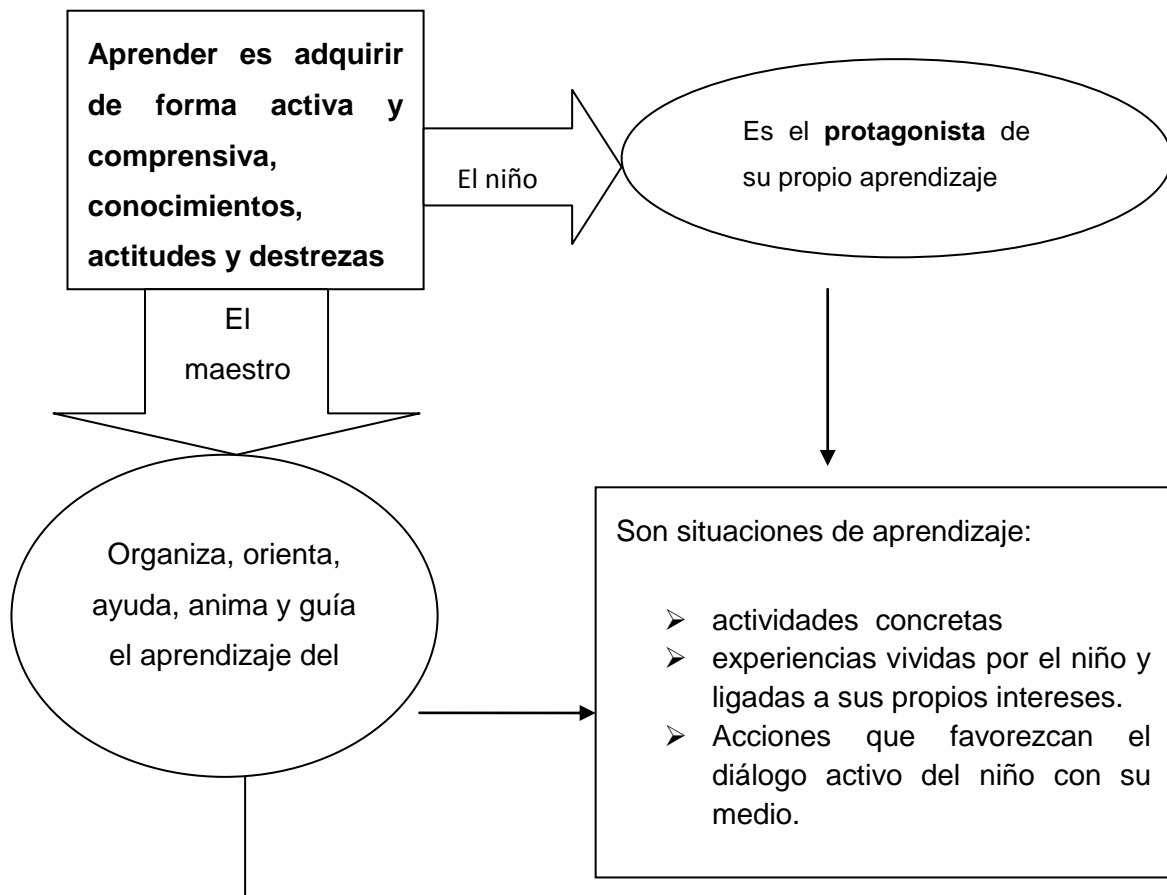 Aprender es adquirir
de forma activa y
comprensiva,
conocimientos,
actitudes y destrezas
El niño
Es el protagonista de
su propio aprendizaje
El
maestro
Organiza, orienta,
ayuda, anima y guía
el aprendizaje del
Son situaciones de aprendizaje:
➢ actividades concretas
➢ experiencias vividas por el niño y
ligadas a sus propios intereses.
➢ Acciones que favorezcan el
diálogo activo del niño con su
medio.